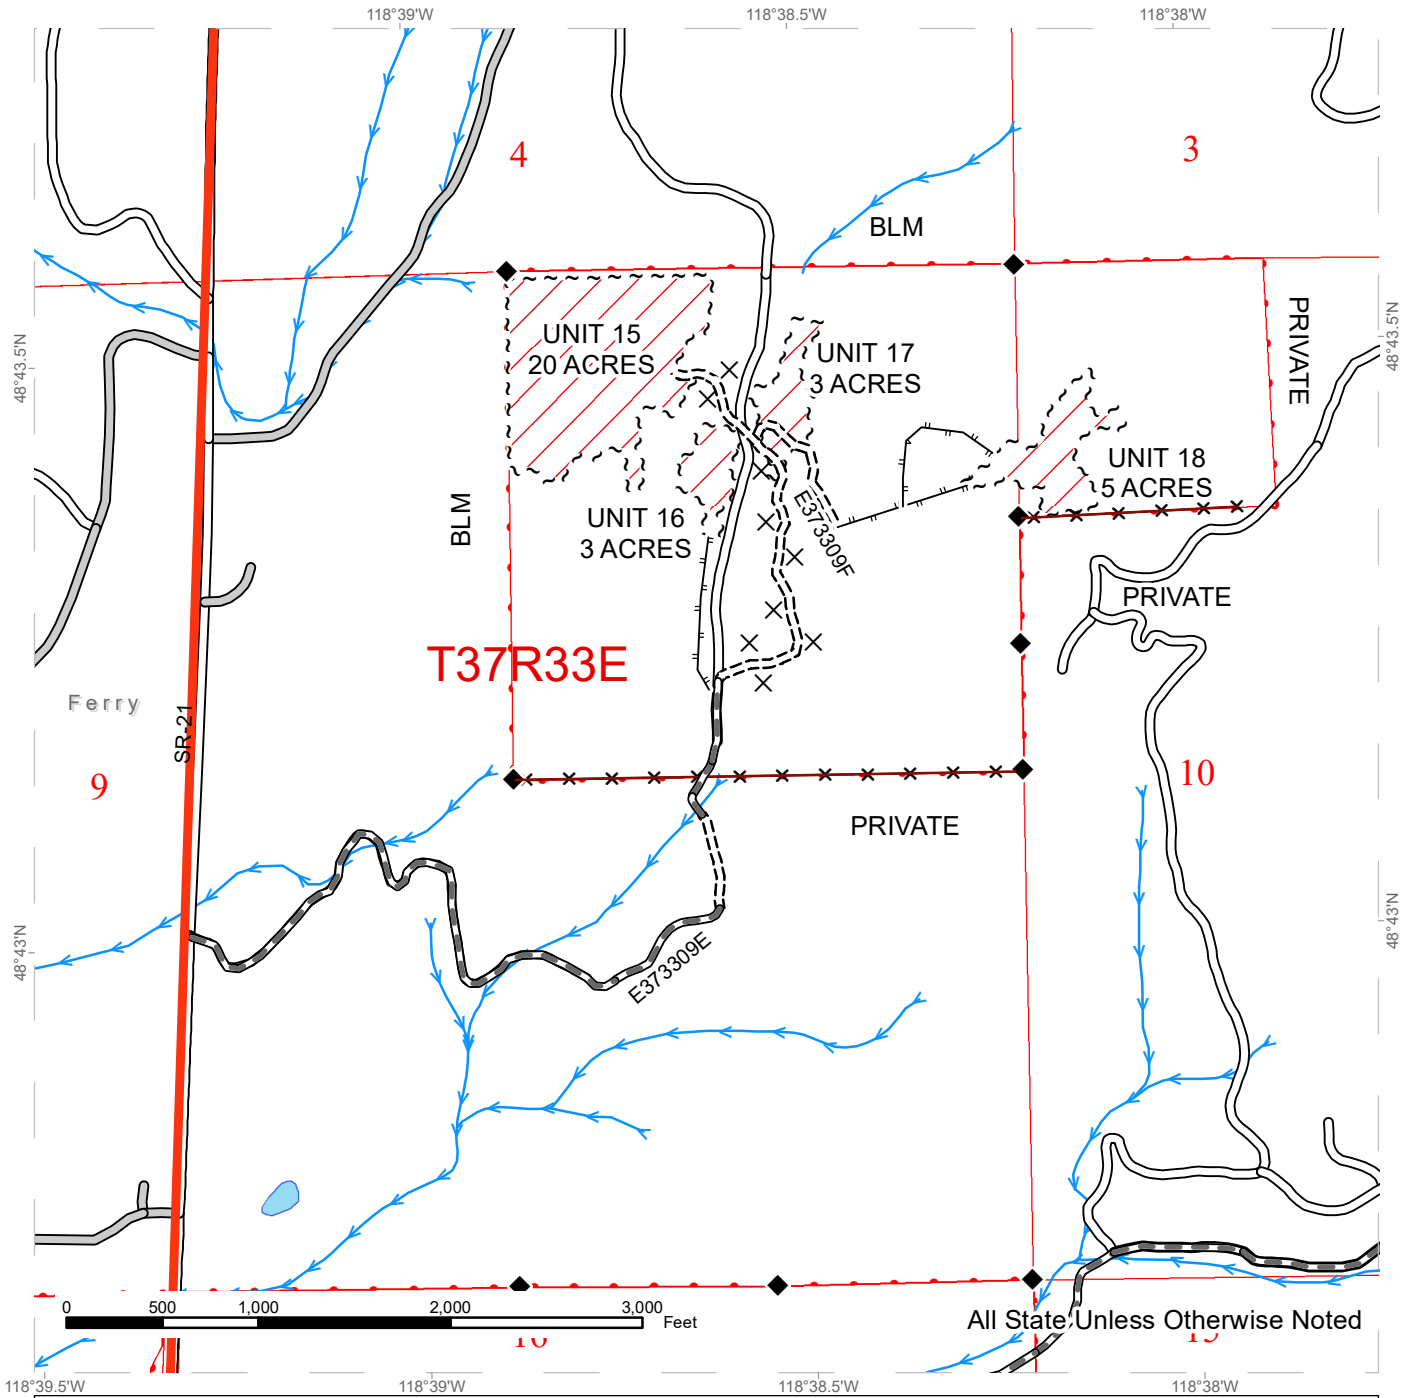 118°39'W
118°38.5'W
118°38'W
4
3
BLM
48°43.5'N
48°43.5'N
UNIT 15
20 ACRES
UNIT 17
3 ACRES
PRIVATE
UNIT 18
5 ACRES
BLM
UNIT 16
3 ACRES
E373309F
PRIVATE
T37R33E
Ferry
SR-21
9
10
PRIVATE
48°43'N
48°43'N
E373309E
0
500
1,000
2,000
3,000
Feet
All State Unless Otherwise Noted
16
15
118°39.5'W
118°39'W
118°38.5'W
118°38'W